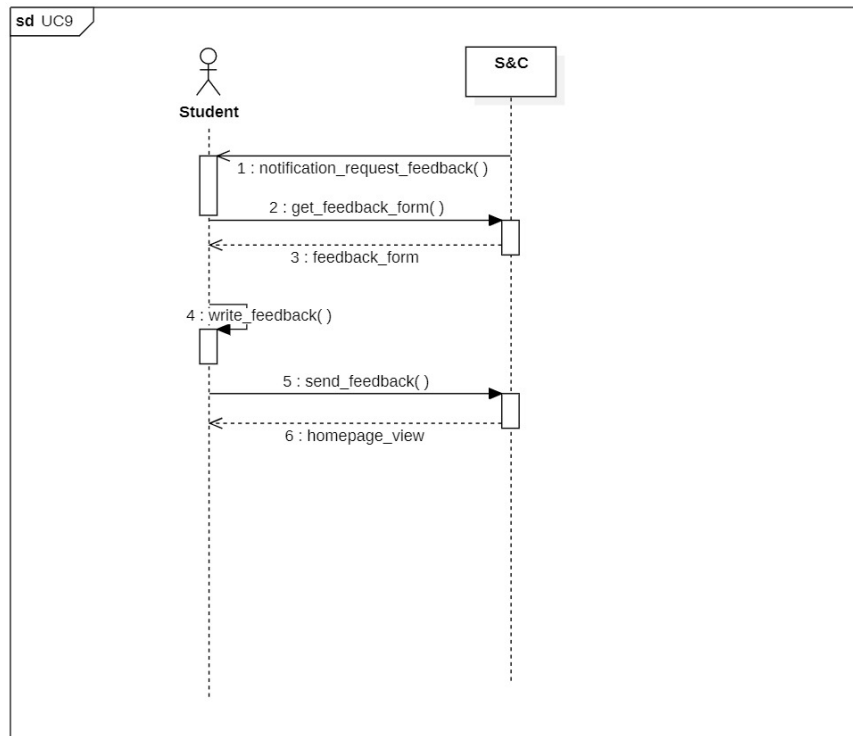 sd UC9
S&C
Student
1 : notification_request_feedback( )
2 : get_feedback_form( )
3 : feedback_form
4 : write_feedback( )
5 : send_feedback( )
6 : homepage_view